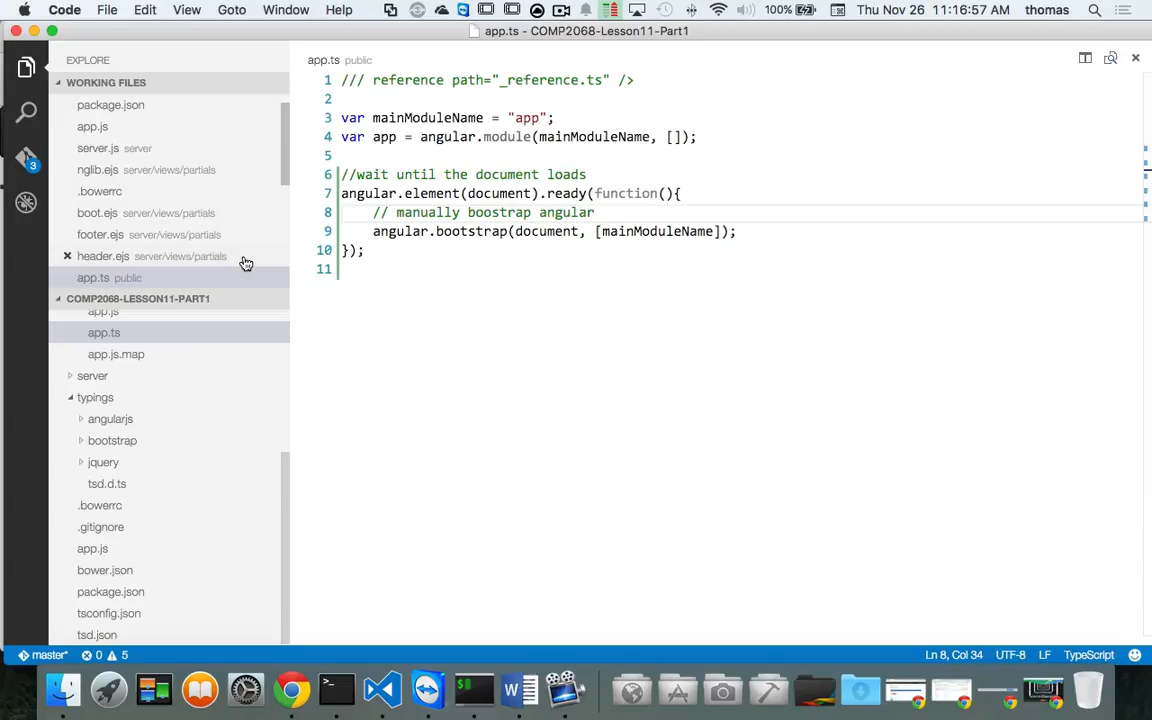 Code File Edit View Goto Window Help 100% Thu Nov 26 11:16:57 AM thomas
app.ts - COMP2068-Lesson11-Part1
EXPLORE
WORKING FILES
package.json
app.js
server.js server
nglib.ejs server/views/partials
.bowerrc
boot.ejs server/views/partials
footer.ejs server/views/partials
header.ejs server/views/partials
app.ts public
COMP2068-LESSON11-PART1
app.js
app.ts
app.js.map
server
typings
angularjs
bootstrap
jquery
tsd.d.ts
.bowerrc
.gitignore
app.js
bower.json
package.json
tsconfig.json
tsd.json
3
app.ts public
1 /// reference path="_reference.ts" />
2
3 var mainModuleName = "app";
4 var app = angular.module(mainModuleName, []);
5
6 //wait until the document loads
7 angular.element(document).ready(function(){
8 // manually boostrap angular
9 angular.bootstrap(document, [mainModuleName]);
10 });
11
master* 0 5 Ln 8, Col 34 UTF-8 LF TypeScript